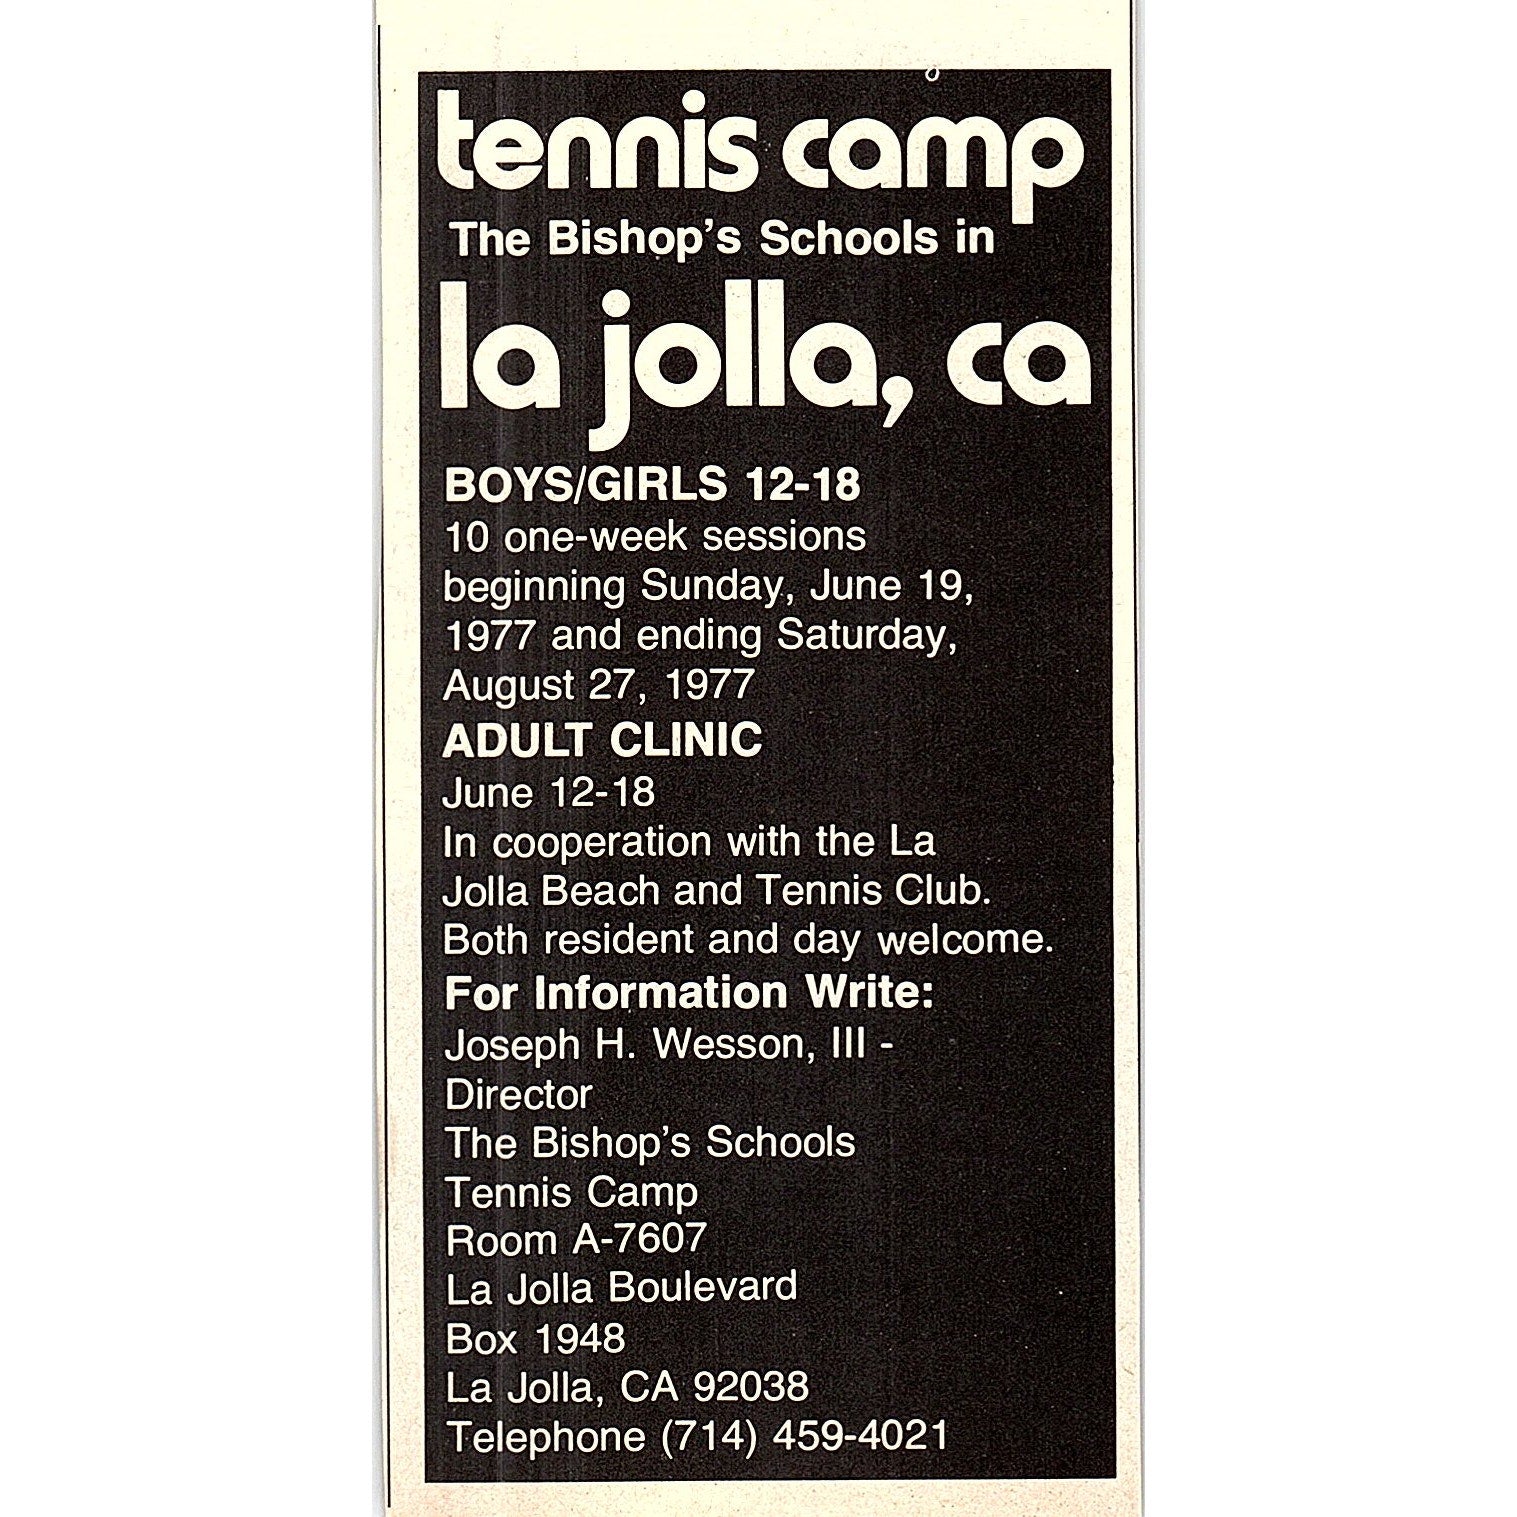 tennis camp
The Bishop's Schools in
la jolla, ca
BOYS/GIRLS 12-18
10 one-week sessions
beginning Sunday, June 19,
1977 and ending Saturday,
August 27, 1977
ADULT CLINIC
June 12-18
In cooperation with the La
Jolla Beach and Tennis Club.
Both resident and day welcome.
For Information Write:
Joseph H. Wesson, III -
Director
The Bishop's Schools
Tennis Camp
Room A-7607
La Jolla Boulevard
Box 1948
La Jolla, CA 92038
Telephone (714) 459-4021